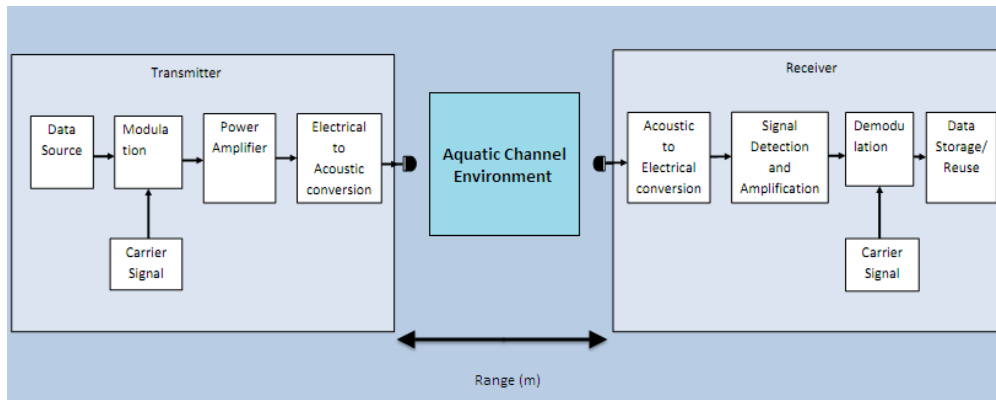 Transmitter
Data
Source
Modula
tion
Power
Amplifier
Electrical
to
Acoustic
conversion
Carrier
Signal
Aquatic Channel
Environment
Receiver
Acoustic
to
Electrical
conversion
Signal
Detection
and
Amplification
Demodu
lation
Data
Storage/
Reuse
Carrier
Signal
Range (m)